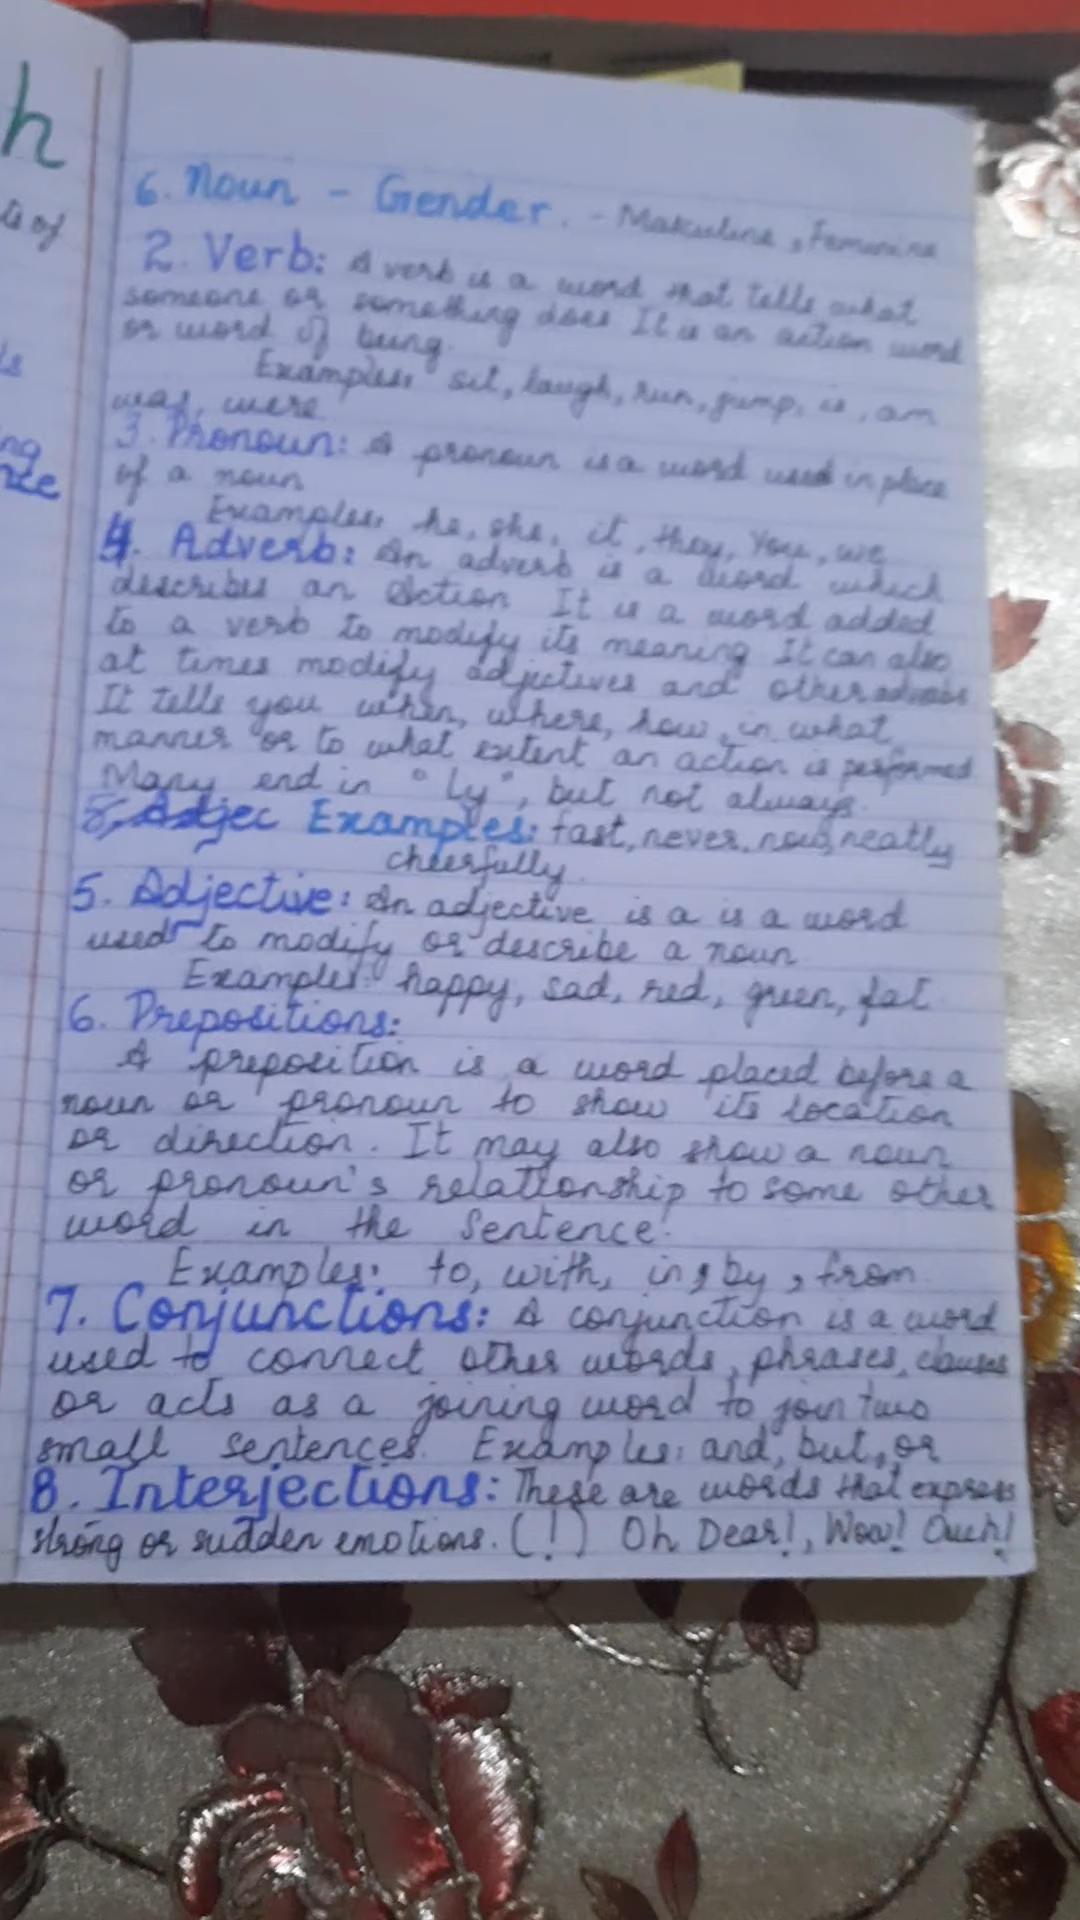 h
6. Noun - Gender. - Masculine, Feminine
2. Verb: A verb is a word that tells what
someone or something does It is an action word
or word of being.
Examples: sit, laugh, run, jump, is, am
was, were
3. Pronoun: A pronoun is a word used in place
of a noun
Examples, he, she, it, they, You, we
4. Adverb: An adverb is a word which
describes an Action It is a word added
to a verb to modify its meaning It can also
at times modify adjectives and other adverbs
It tells you when, where, how, in what
manner or to what extent an action is performed
Many end in "ly", but not always.
Adjec Examples: fast, never, now, neatly
cheerfully.
5. Adjective: An adjective is a is a word
used to modify or describe a noun
Examples: happy, sad, red, green, fat
6. Prepositions:
A preposition is a word placed before a
noun or pronoun to show its location
or direction. It may also show a noun
or pronoun's relationship to some other
word in the Sentence.
Examples: to, with, in, by, from
7. Conjunctions: A conjunction is a word
used to connect other words, phrases, clauses
or acts as a joining word to join two
small sentences. Examples: and, but, or
8. Interjections: These are words that express
strong or sudden emotions. (!) Oh Dear!, Wow! Ouch!